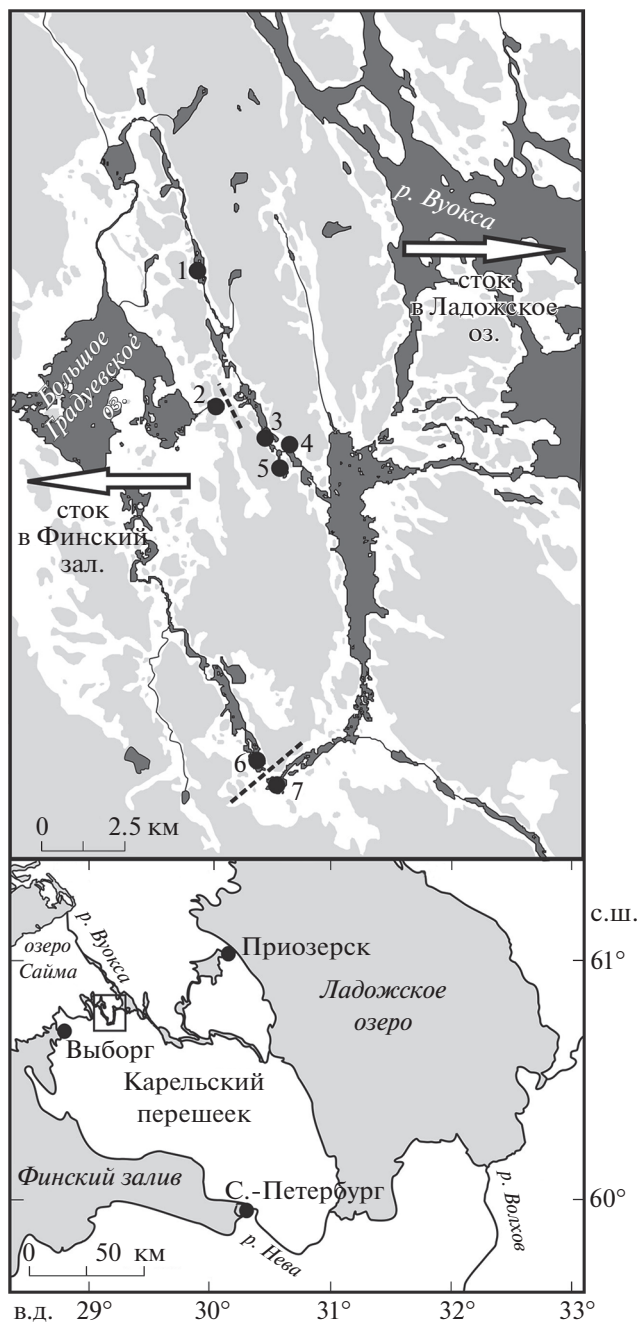 р. Вуокса
1
сток
в Ладожское
оз.
Большое
Градуевское
оз.
2
3
4
5
сток
в Финский
зал.
6
7
0
2.5 км
с.ш.
р. Вуокса
озеро
Сайма
Приозерск
61°
Ладожское
озеро
Выборг
Карельский
перешеек
Финский залив
С.-Петербург
60°
р. Волхов
р. Нева
0
50 км
в.д.
29°
30°
31°
32°
33°